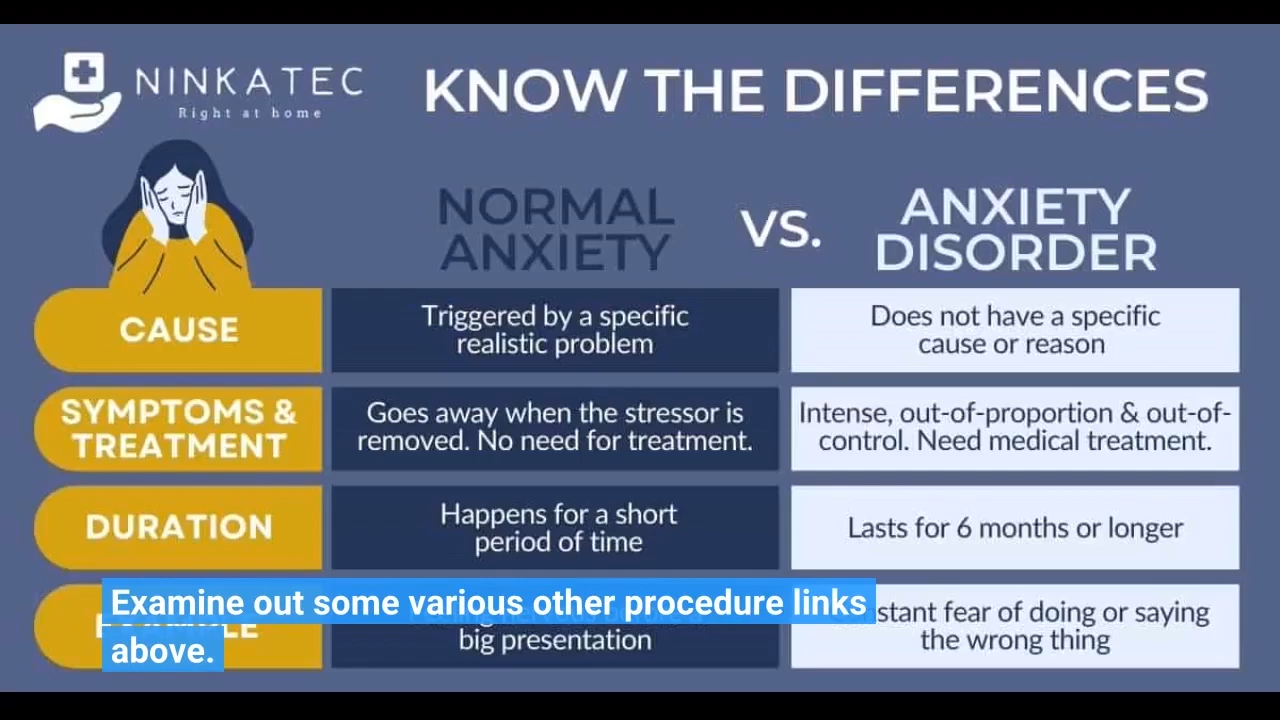 NINKATEC
Right at home
KNOW THE DIFFERENCES
NORMAL
ANXIETY
VS.
ANXIETY
DISORDER
CAUSE
Triggered by a specific
realistic problem
Does not have a specific
cause or reason
SYMPTOMS &
TREATMENT
Goes away when the stressor is
removed. No need for treatment.
Intense, out-of-proportion & out-of-
control. Need medical treatment.
DURATION
Happens for a short
period of time
Lasts for 6 months or longer
big presentation
fear of doing or saying
the wrong thing
Examine out some various other procedure links
above.